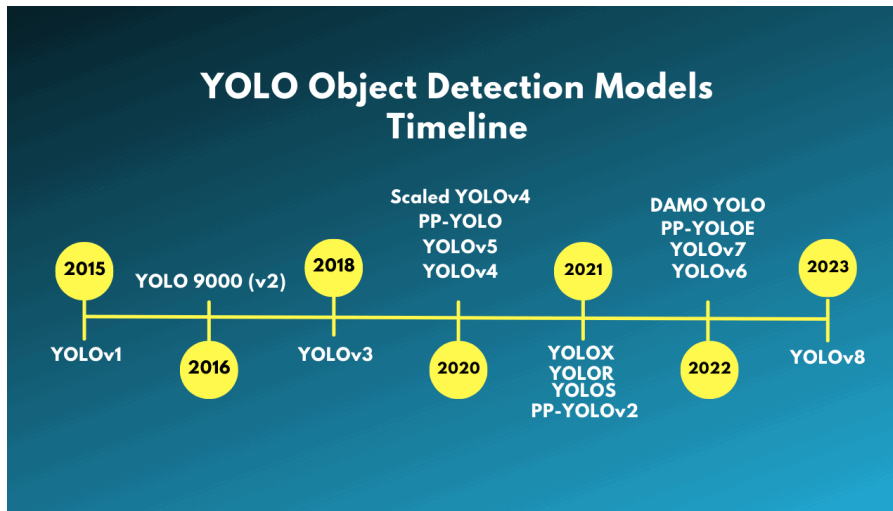 YOLO Object Detection Models
Timeline
2015
YOLOv1
YOLO 9000 (v2)
2016
2018
YOLOv3
Scaled YOLOv4
PP-YOLO
YOLOv5
YOLOv4
2020
2021
YOLOX
YOLOR
YOLOS
PP-YOLOv2
DAMO YOLO
PP-YOLOE
YOLOv7
YOLOv6
2022
2023
YOLOv8